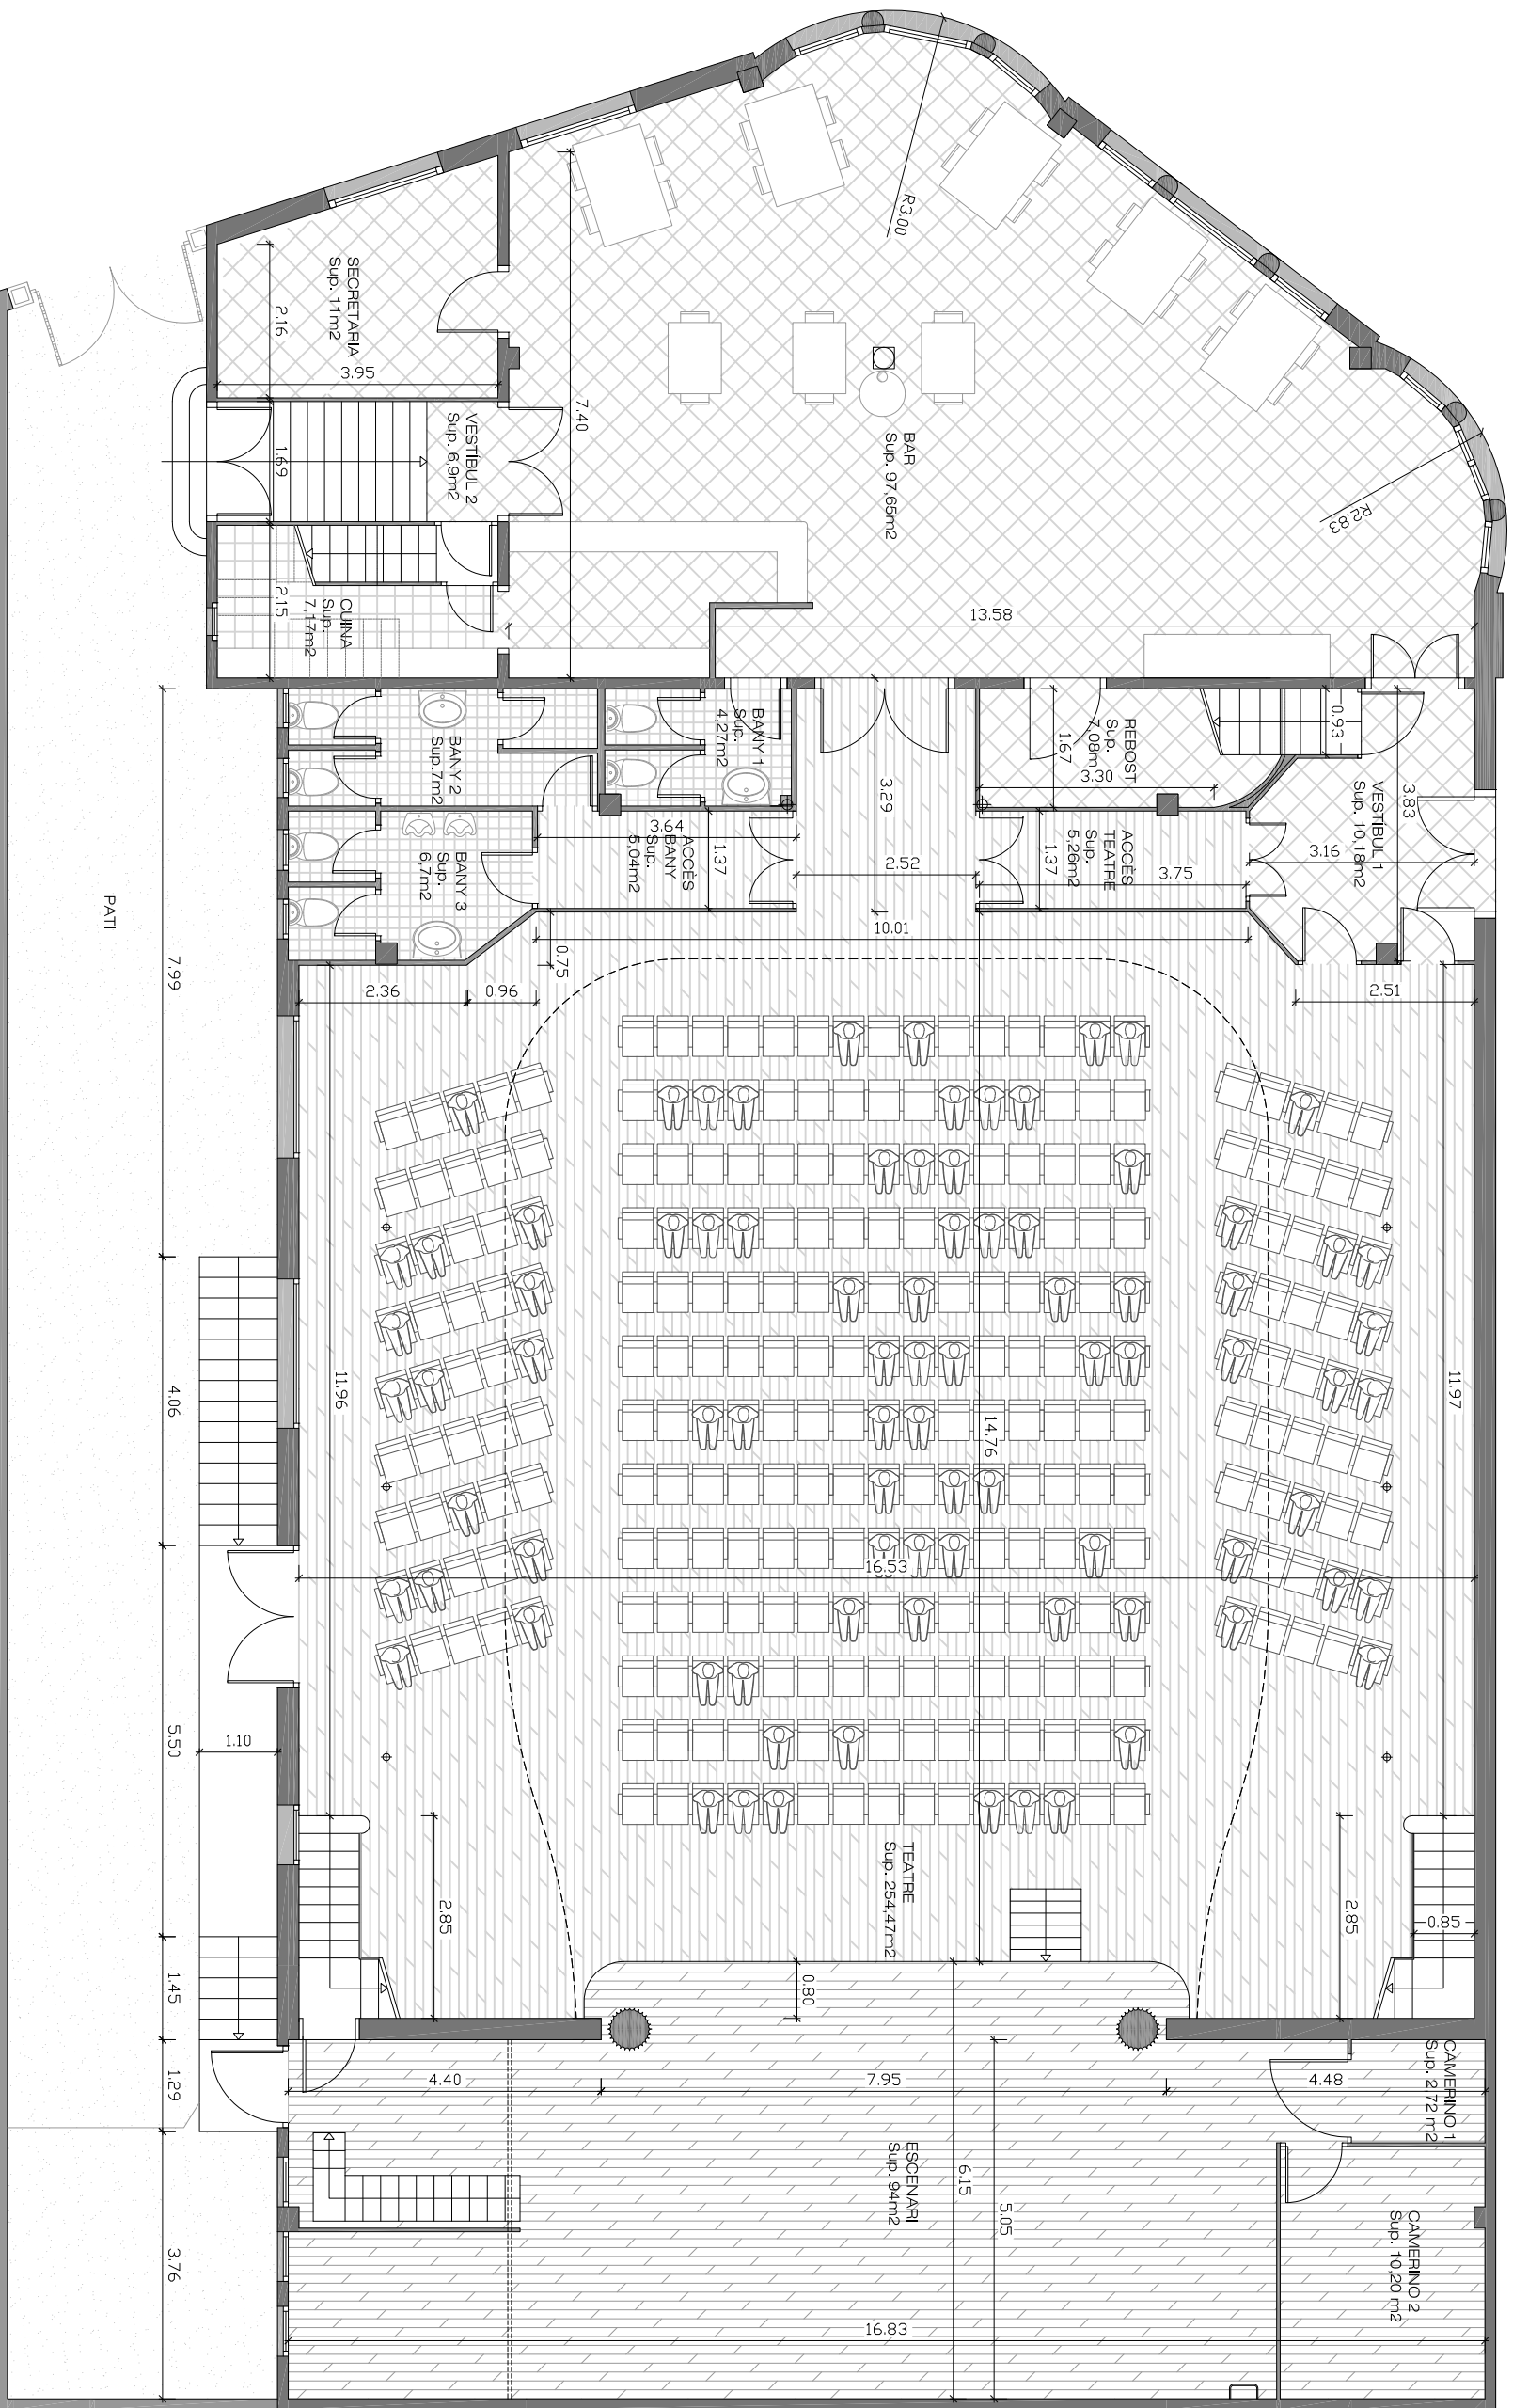 R3.00
R2.83
SECRETARIA
Sup. 11m2
2.16
3.95
7.40
VESTÍBUL 2
Sup. 6,9m2
1.69
BAR
Sup. 97,65m2
CUINA
Sup.
7,17m2
2.15
13.58
BANY 1
Sup.
4,27m2
BANY 2
Sup.7m2
BANY 3
Sup.
6,7m2
ACCÈS
BANY
Sup.
5,04m2
3.64
1.37
3.29
2.52
REBOST
Sup.
7,08m
1.67
3.30
0.93
ACCÈS
TEATRE
Sup.
5,26m2
1.37
3.75
VESTÍBUL 1
Sup. 10,18m2
3.83
3.16
10.01
0.75
2.36
0.96
2.51
PATI
7.99
4.06
5.50
1.10
1.45
1.29
3.76
11.96
11.97
14.76
16.53
TEATRE
Sup. 254,47m2
2.85
2.85
0.85
0.80
4.40
7.95
4.48
CAMERINO 1
Sup. 2 72 m2
ESCENARI
Sup. 94m2
6.15
5.05
CAMERINO 2
Sup. 10,20 m2
16.83